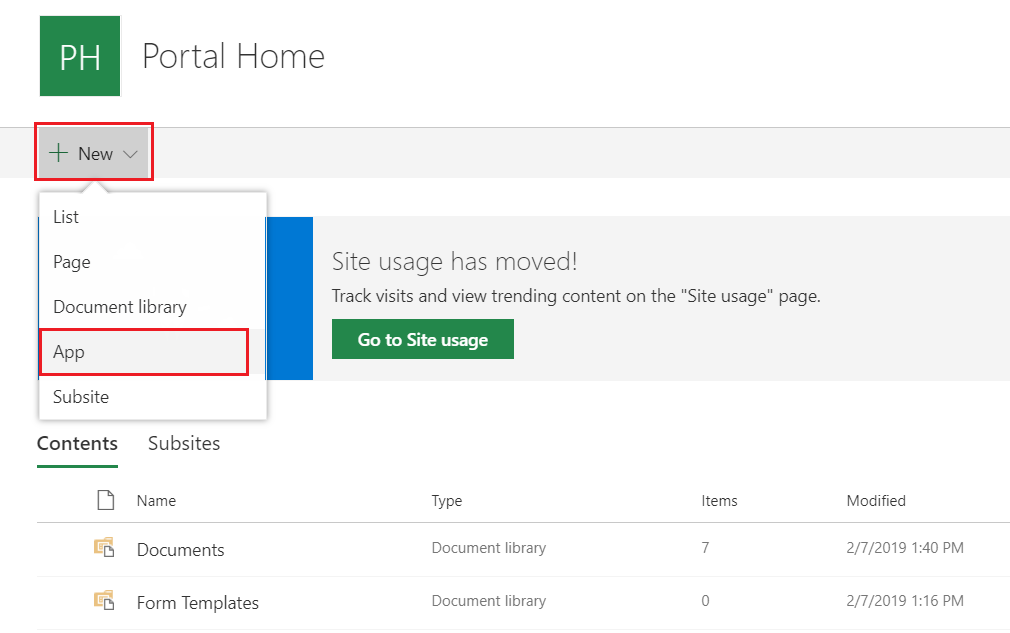 PH
Portal Home
New
List
Page
Document library
App
Subsite
Site usage has moved!
Track visits and view trending content on the "Site usage" page.
Go to Site usage
Contents Subsites
Name Type Items Modified
Documents Document library 7 2/7/2019 1:40 PM
Form Templates Document library 0 2/7/2019 1:16 PM